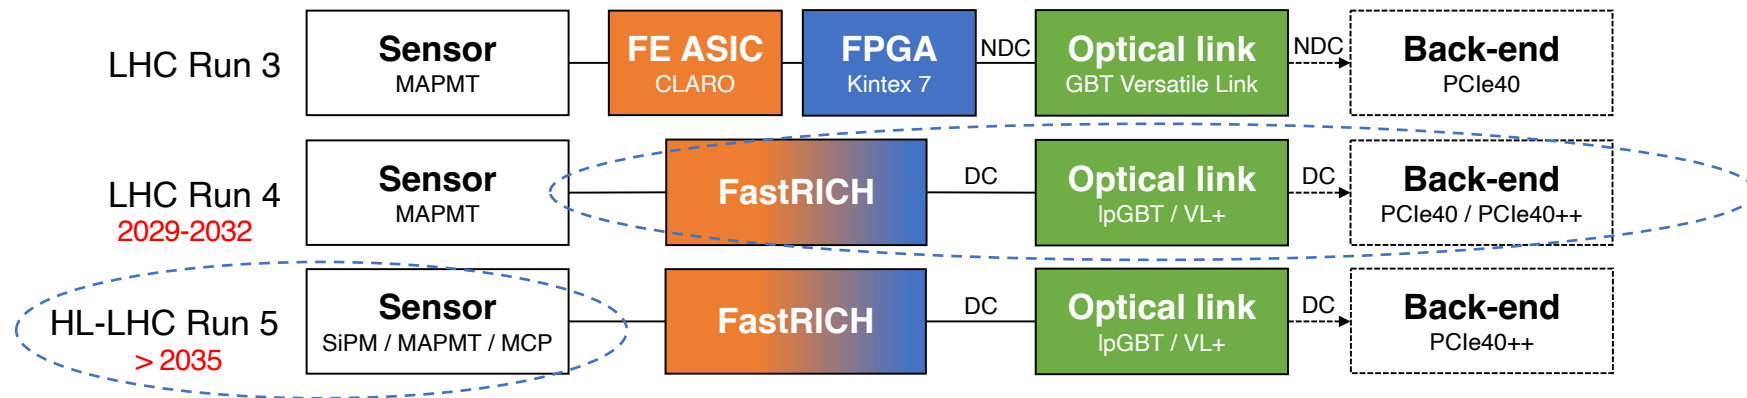 LHC Run 3
Sensor
MAPMT
FE ASIC
CLARO
FPGA
Kintex 7
NDC
Optical link
GBT Versatile Link
NDC
Back-end
PCIe40
LHC Run 4
2029-2032
Sensor
MAPMT
FastRICH
DC
Optical link
lpGBT / VL+
DC
Back-end
PCIe40 / PCIe40++
HL-LHC Run 5
> 2035
Sensor
SiPM / MAPMT / MCP
FastRICH
DC
Optical link
lpGBT / VL+
DC
Back-end
PCIe40++